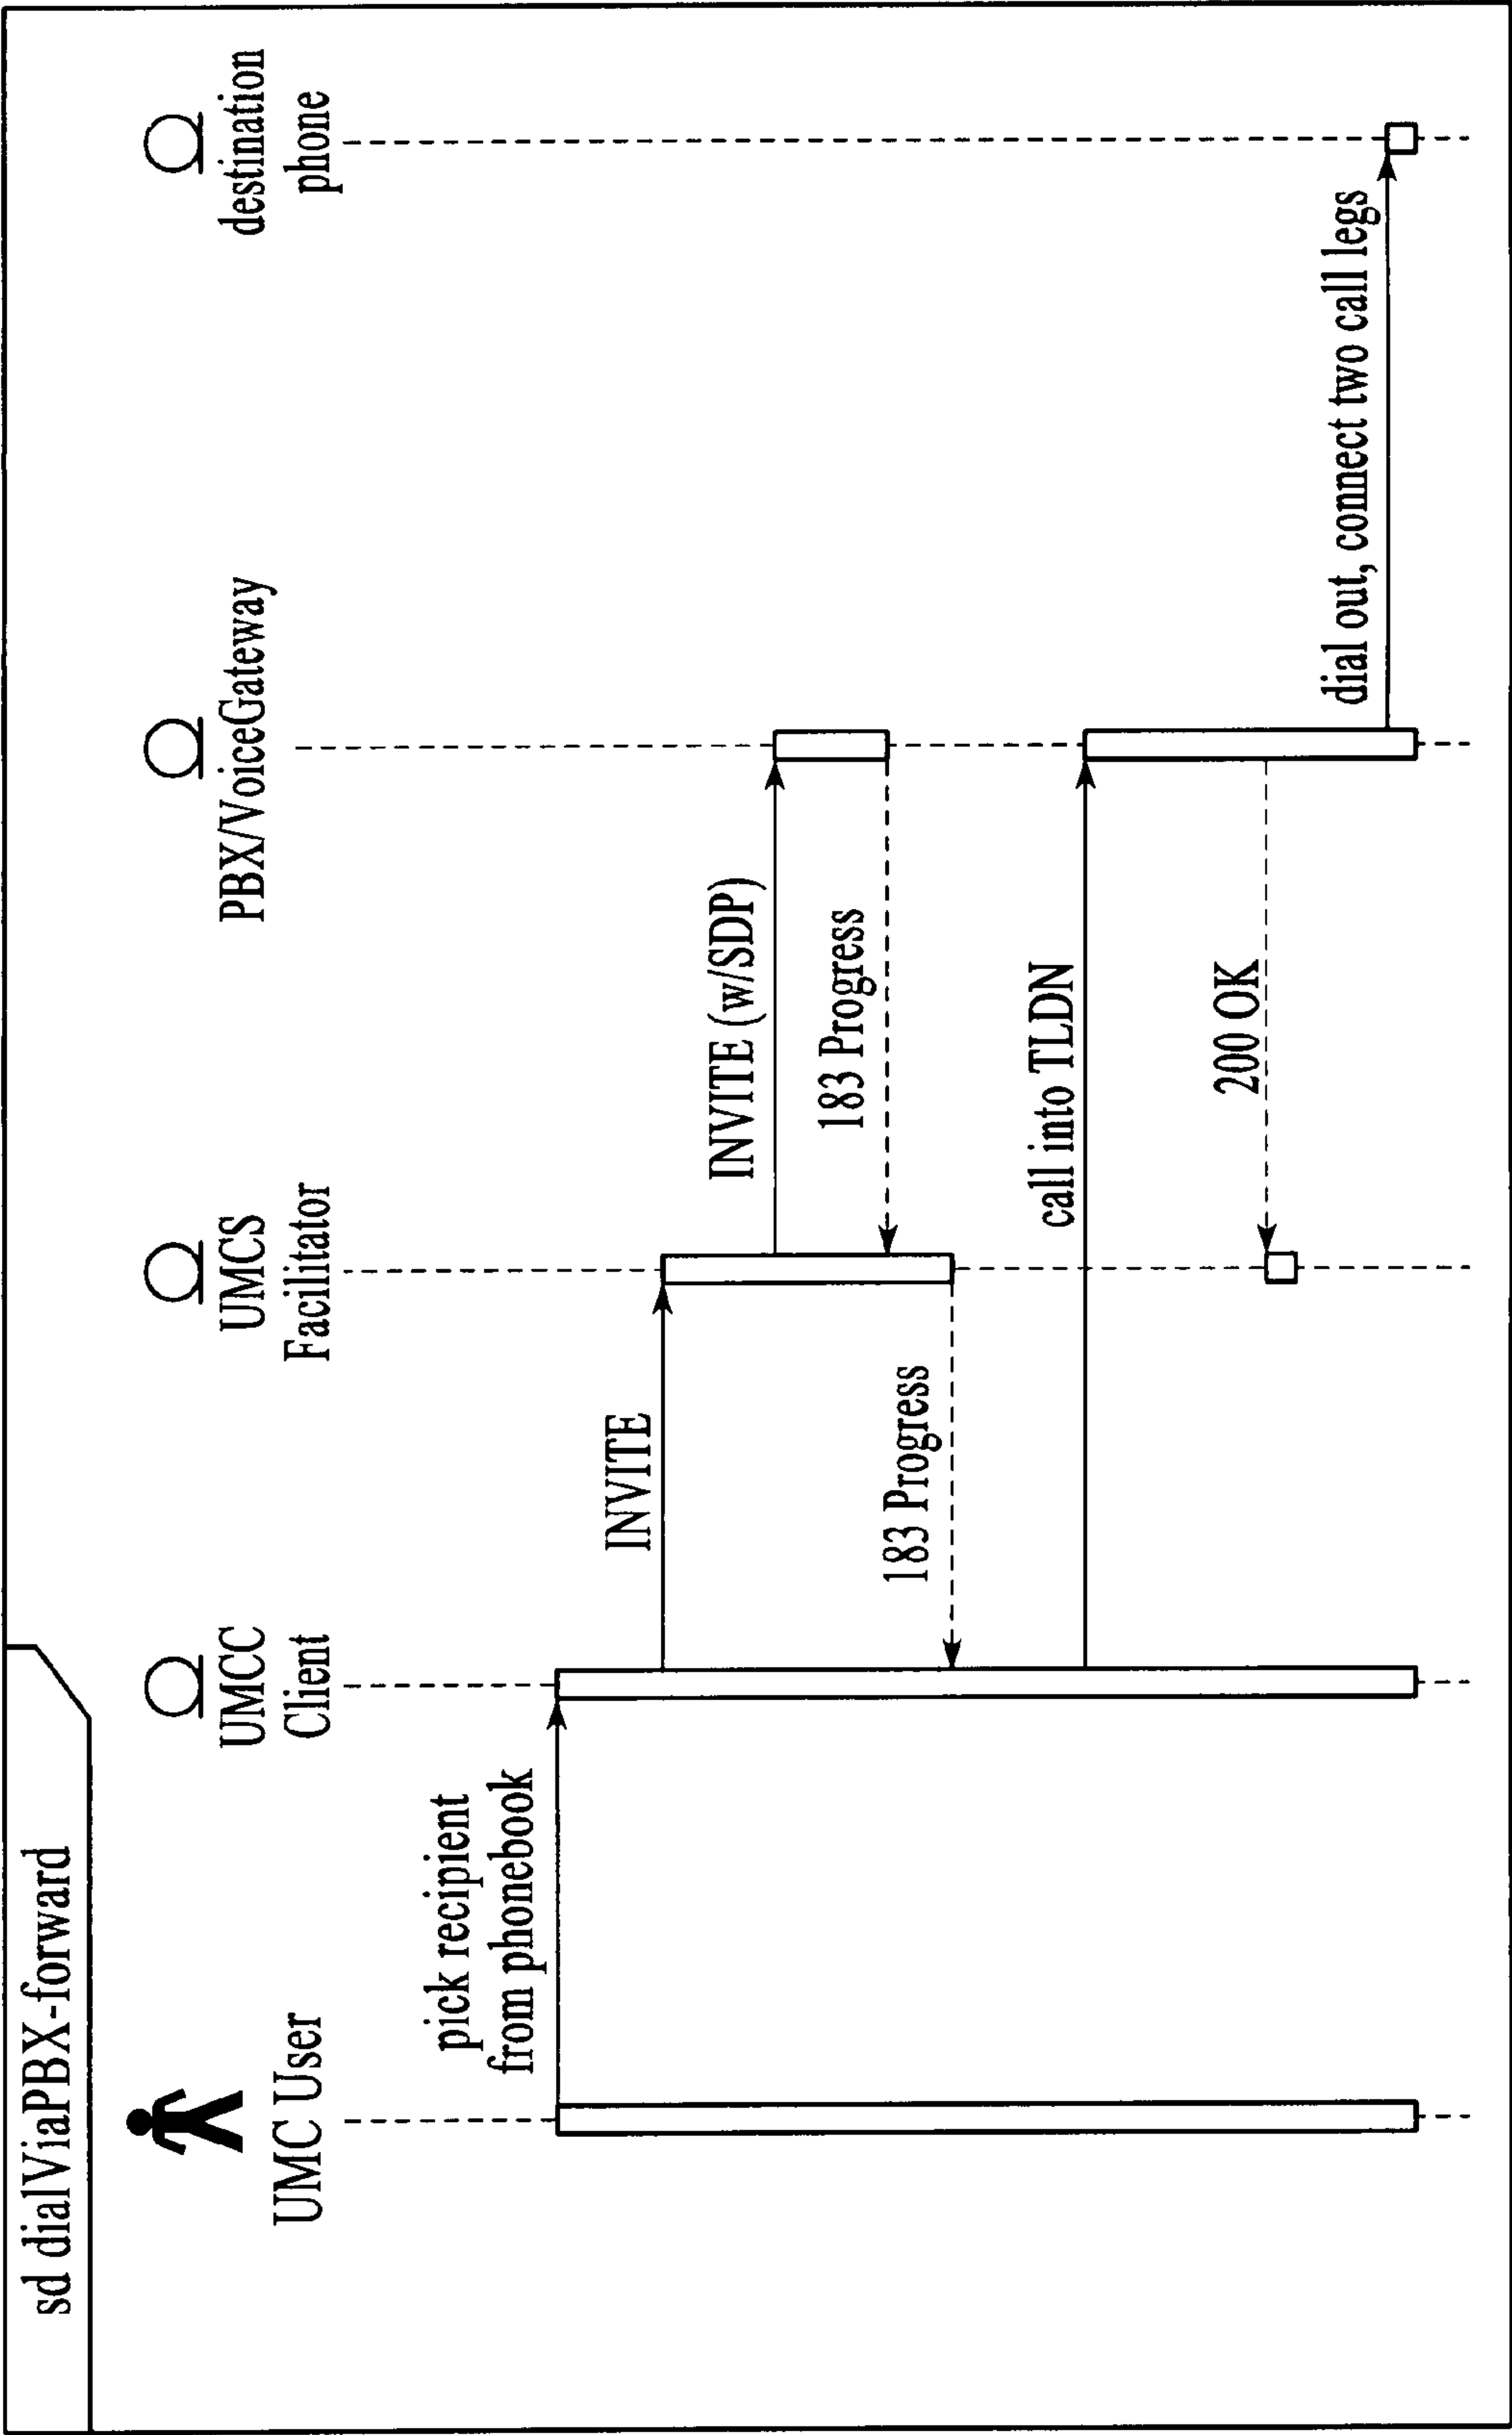 sd dialViaPBX-forward
UMC User
UMCC
Client
UMCS
Facilitator
PBX/VoiceGateway
destination
phone
pick recipient
from phonebook
INVITE
INVITE (w/SDP)
183 Progress
183 Progress
call into TLDN
200 OK
dial out, connect two call legs